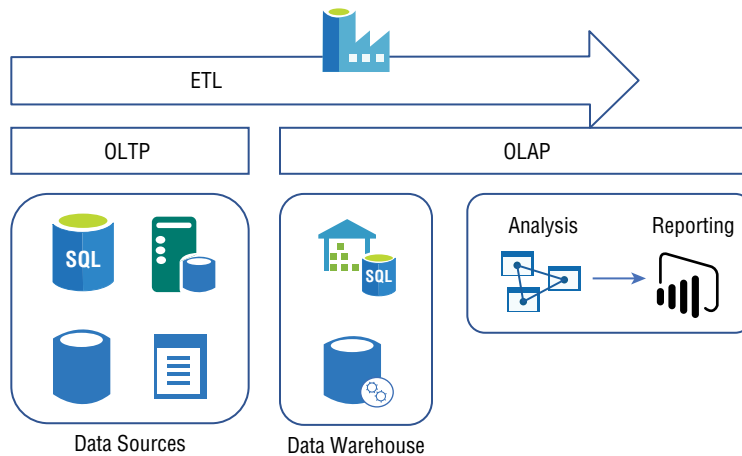 ETL
OLTP
OLAP
SQL
SQL
Analysis
Reporting
Data Sources
Data Warehouse